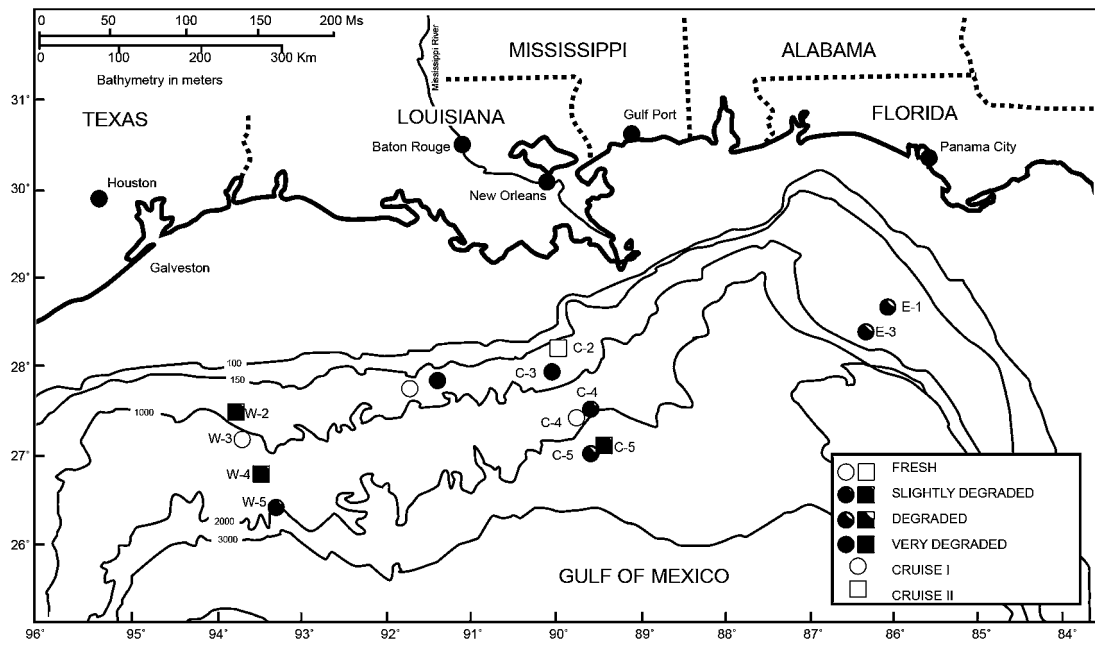 0 50 100 150 200 Ms
0 100 200 300 Km
Bathymetry in meters
Mississippi River
MISSISSIPPI
ALABAMA
TEXAS
LOUISIANA
FLORIDA
Gulf Port
Baton Rouge
Panama City
Houston
New Orleans
Galveston
31°
30°
29°
28°
27°
26°
E-1
E-3
C-2
C-3
C-4
C-4
C-5
C-5
100
150
1000
2000
3000
W-2
W-3
W-4
W-5
GULF OF MEXICO
FRESH
SLIGHTLY DEGRADED
DEGRADED
VERY DEGRADED
CRUISE I
CRUISE II
96° 95° 94° 93° 92° 91° 90° 89° 88° 87° 86° 85° 84°